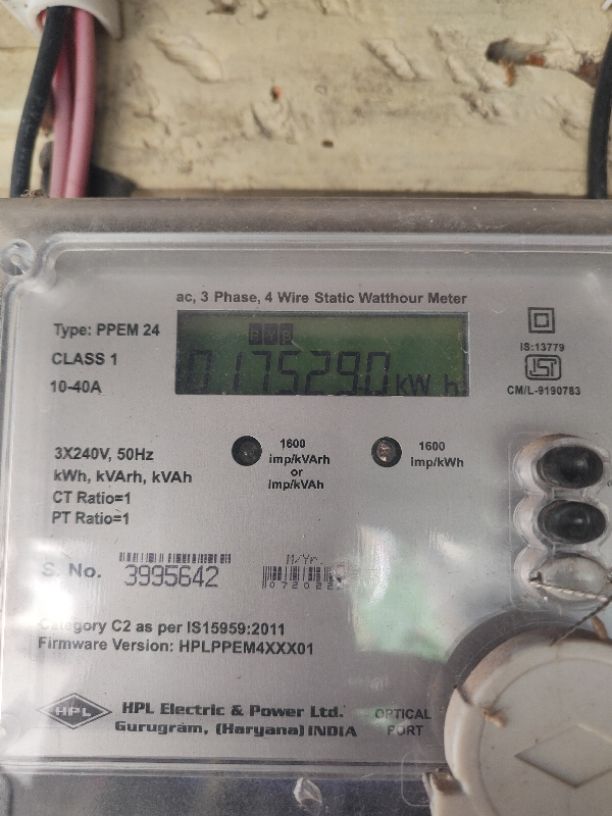 ac, 3 Phase, 4 Wire Static Watthour Meter
Type: PPEM 24
CLASS 1
10-40A
R Y B
017529.0 kW h
IS:13779
ISI
CM/L-9190783
3X240V, 50Hz
kWh, kVArh, kVAh
CT Ratio=1
PT Ratio=1
1600
imp/kVArh
or
imp/kVAh
1600
imp/kWh
S. No. 3995642
M/Yr.
Category C2 as per IS15959:2011
Firmware Version: HPLPPEM4XXX01
HPL
HPL Electric & Power Ltd.
Gurugram, (Haryana) INDIA
OPTICAL
PORT